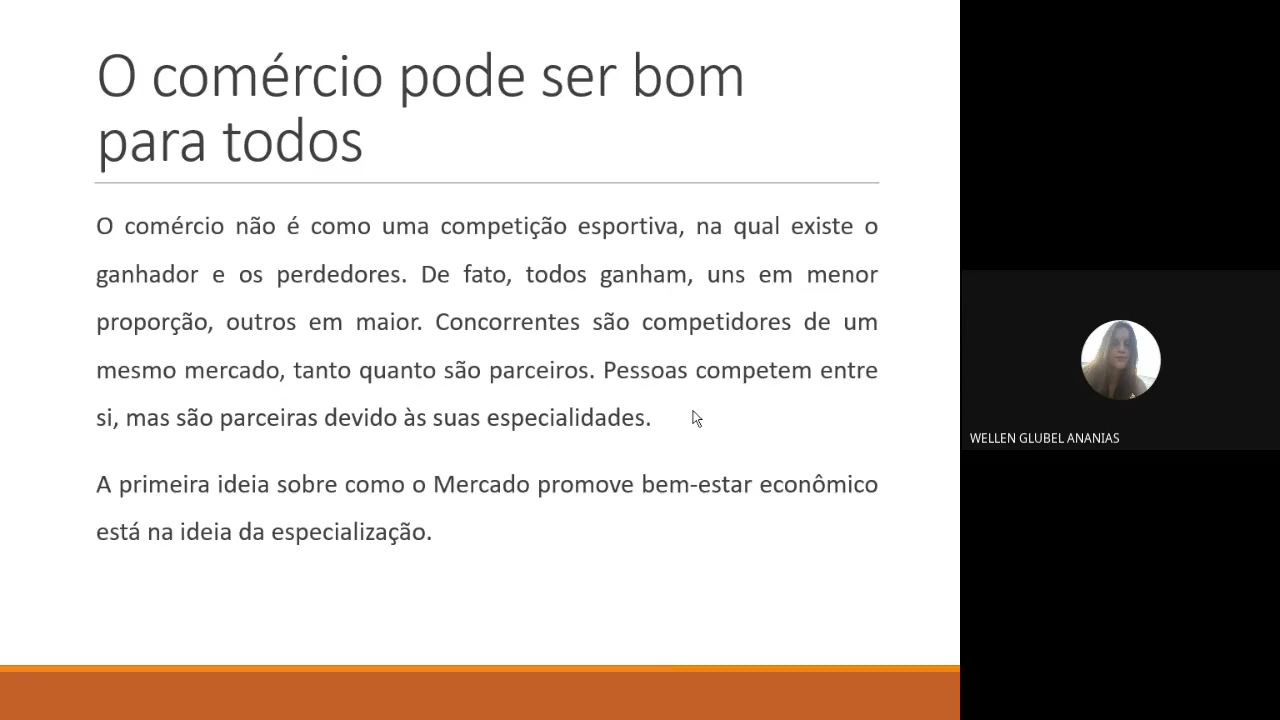 O comércio pode ser bom
para todos
O comércio não é como uma competição esportiva, na qual existe o
ganhador e os perdedores. De fato, todos ganham, uns em menor
proporção, outros em maior. Concorrentes são competidores de um
mesmo mercado, tanto quanto são parceiros. Pessoas competem entre
si, mas são parceiras devido às suas especialidades.
A primeira ideia sobre como o Mercado promove bem-estar econômico
está na ideia da especialização.
WELLEN GLUBEL ANANIAS